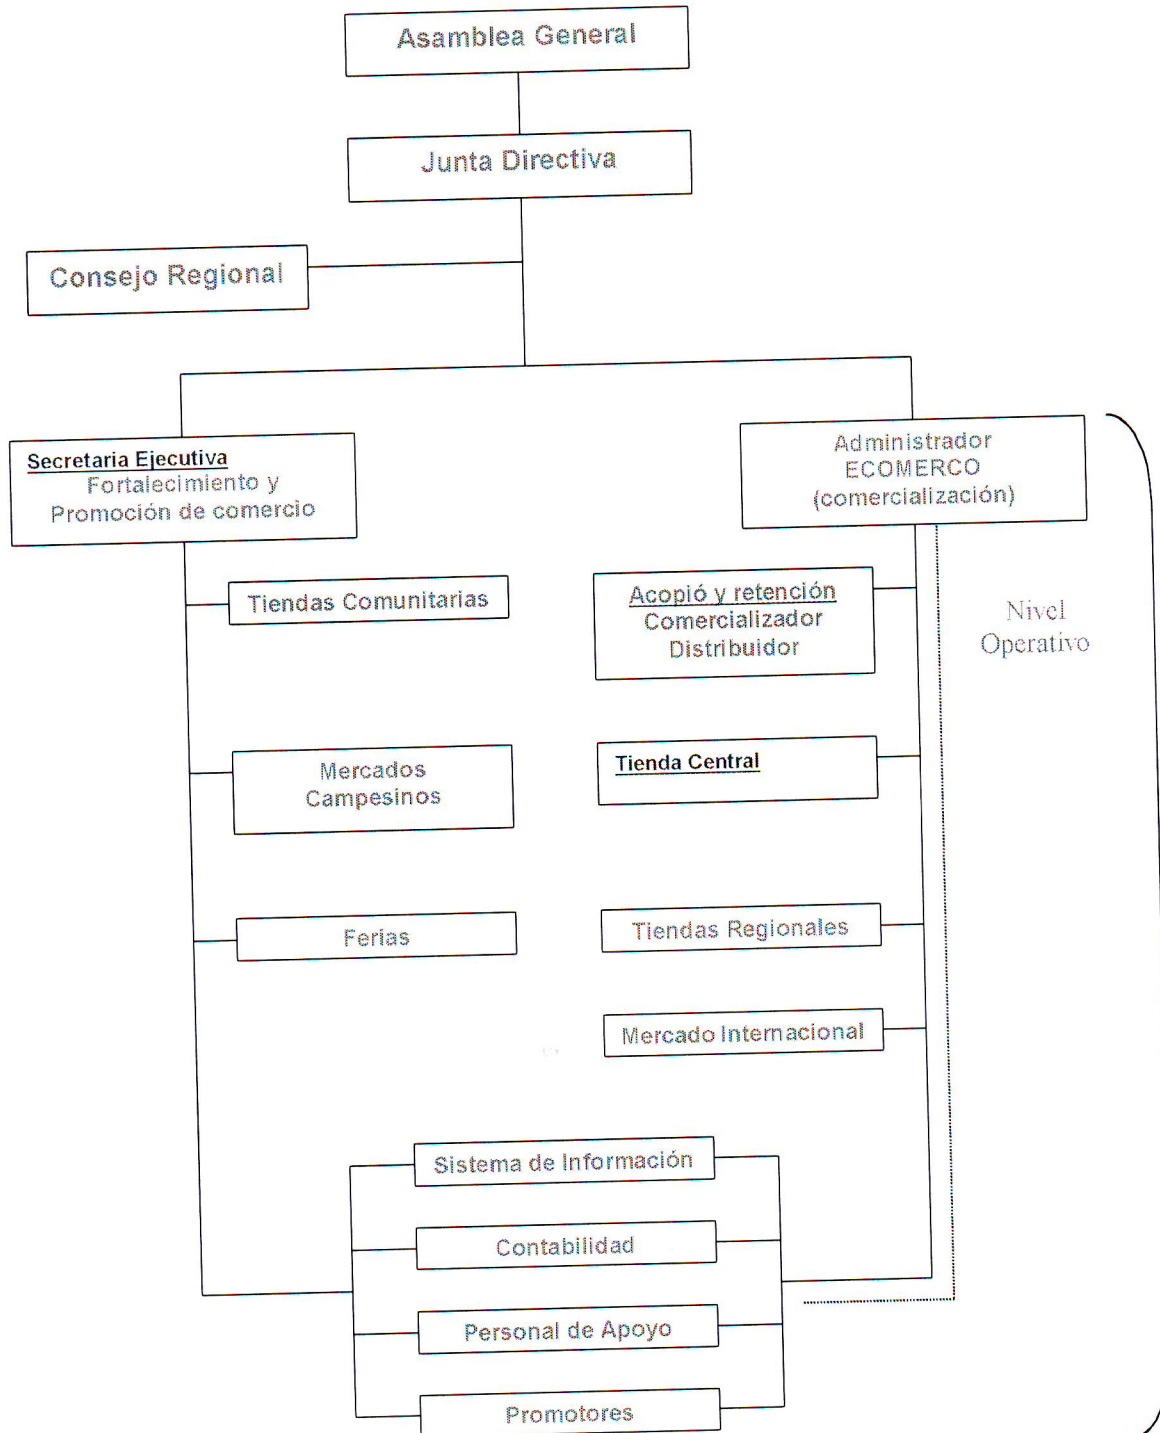 Asamblea General
Junta Directiva
Consejo Regional
Secretaria Ejecutiva
Fortalecimiento y
Promoción de comercio
Administrador
ECOMERCO
(comercialización)
Tiendas Comunitarias
Acopió y retención
Comercializador
Distribuidor
Nivel
Operativo
Mercados
Campesinos
Tienda Central
Ferias
Tiendas Regionales
Mercado Internacional
Sistema de Información
Contabilidad
Personal de Apoyo
Promotores